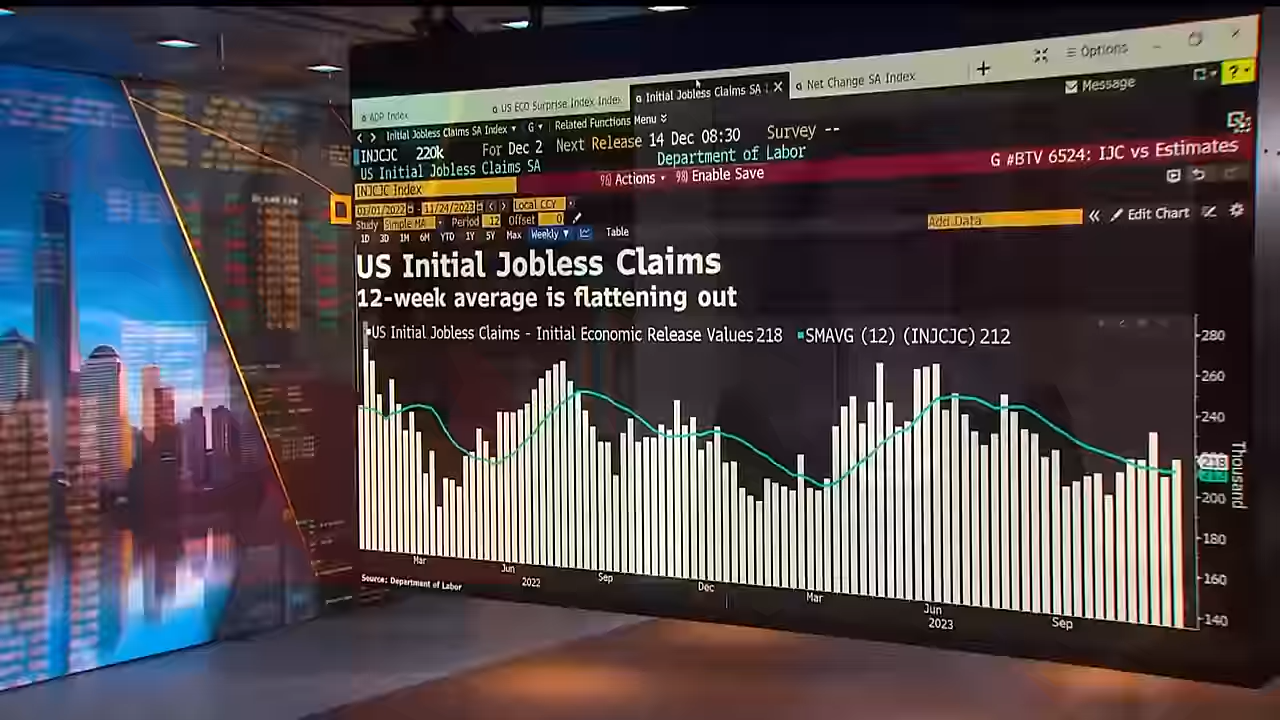 Options
ADP Index
US ECO Surprise Index Index
Initial Jobless Claims SA
Net Change SA Index
Message
Initial Jobless Claims SA Index
G
Related Functions Menu
INJCJC 220k
For Dec 2
Next Release 14 Dec 08:30
Survey --
US Initial Jobless Claims SA
Department of Labor
G #BTV 6524: IJC vs Estimates
INJCJC Index
Actions
Enable Save
11/24/2023
Local CCY
Study Simple MA Period 12 Offset 0
Add Data
Edit Chart
1D 3D 1M 6M YTD 1Y 5Y Max Weekly Table
US Initial Jobless Claims
12-week average is flattening out
US Initial Jobless Claims - Initial Economic Release Values 218
SMAVG (12) (INJCJC) 212
280
260
240
218
200
180
160
140
Thousand
Mar Jun Sep Dec Mar Jun Sep
2022 2023
Source: Department of Labor